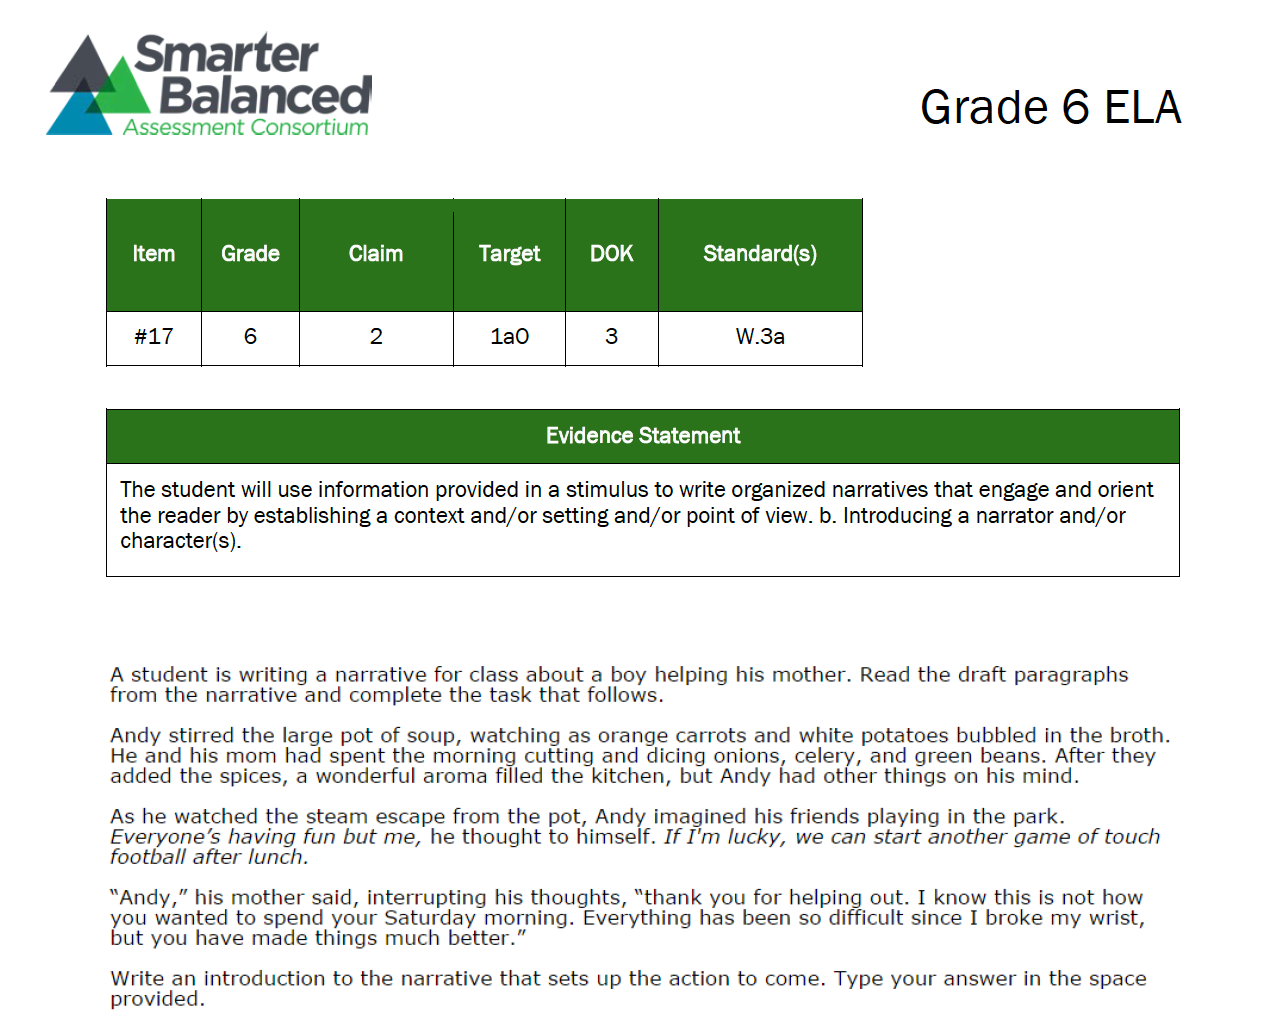 Smarter
Balanced
Assessment Consortium
Grade 6 ELA
Item Grade Claim Target DOK Standard(s)
#17 6 2 1aO 3 W.3a
Evidence Statement
The student will use information provided in a stimulus to write organized narratives that engage and orient
the reader by establishing a context and/or setting and/or point of view. b. Introducing a narrator and/or
character(s).
A student is writing a narrative for class about a boy helping his mother. Read the draft paragraphs
from the narrative and complete the task that follows.
Andy stirred the large pot of soup, watching as orange carrots and white potatoes bubbled in the broth.
He and his mom had spent the morning cutting and dicing onions, celery, and green beans. After they
added the spices, a wonderful aroma filled the kitchen, but Andy had other things on his mind.
As he watched the steam escape from the pot, Andy imagined his friends playing in the park.
Everyone’s having fun but me, he thought to himself. If I'm lucky, we can start another game of touch
football after lunch.
“Andy,” his mother said, interrupting his thoughts, “thank you for helping out. I know this is not how
you wanted to spend your Saturday morning. Everything has been so difficult since I broke my wrist,
but you have made things much better.”
Write an introduction to the narrative that sets up the action to come. Type your answer in the space
provided.